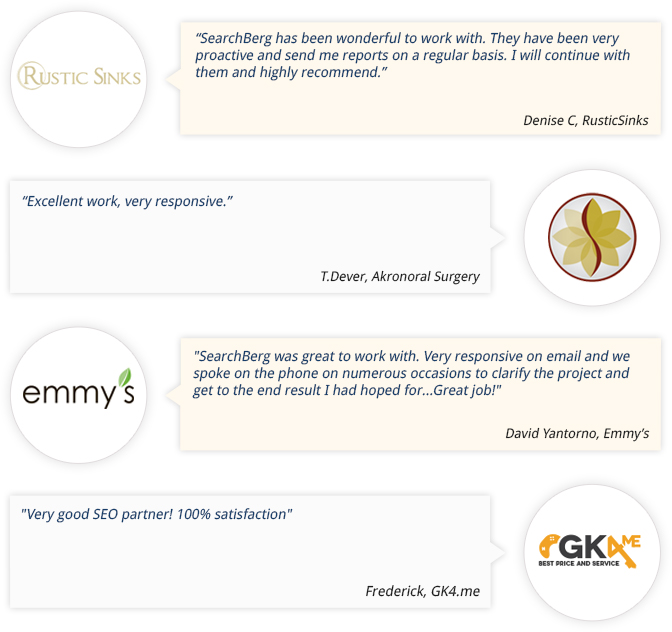 RUSTIC SINKS
“SearchBerg has been wonderful to work with. They have been very
proactive and send me reports on a regular basis. I will continue with
them and highly recommend.”
Denise C, RusticSinks
“Excellent work, very responsive.”
T.Dever, Akronoral Surgery
emmy's
"SearchBerg was great to work with. Very responsive on email and we
spoke on the phone on numerous occasions to clarify the project and
get to the end result I had hoped for...Great job!"
David Yantorno, Emmy’s
"Very good SEO partner! 100% satisfaction"
Frederick, GK4.me
GK4ME
BEST PRICE AND SERVICE